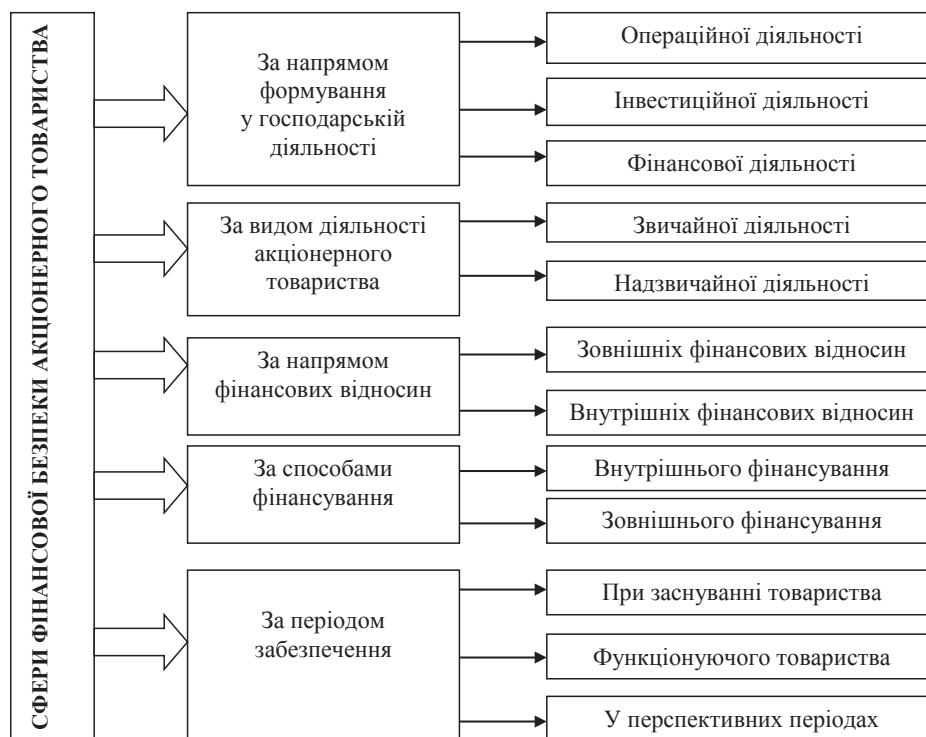 СФЕРИ ФІНАНСОВОЇ БЕЗПЕКИ АКЦІОНЕРНОГО ТОВАРИСТВА
За напрямом
формування
у господарській
діяльності
Операційної діяльності
Інвестиційної діяльності
Фінансової діяльності
За видом діяльності
акціонерного
товариства
Звичайної діяльності
Надзвичайної діяльності
За напрямом
фінансових відносин
Зовнішніх фінансових відносин
Внутрішніх фінансових відносин
За способами
фінансування
Внутрішнього фінансування
Зовнішнього фінансування
За періодом
забезпечення
При заснуванні товариства
Функціонуючого товариства
У перспективних періодах